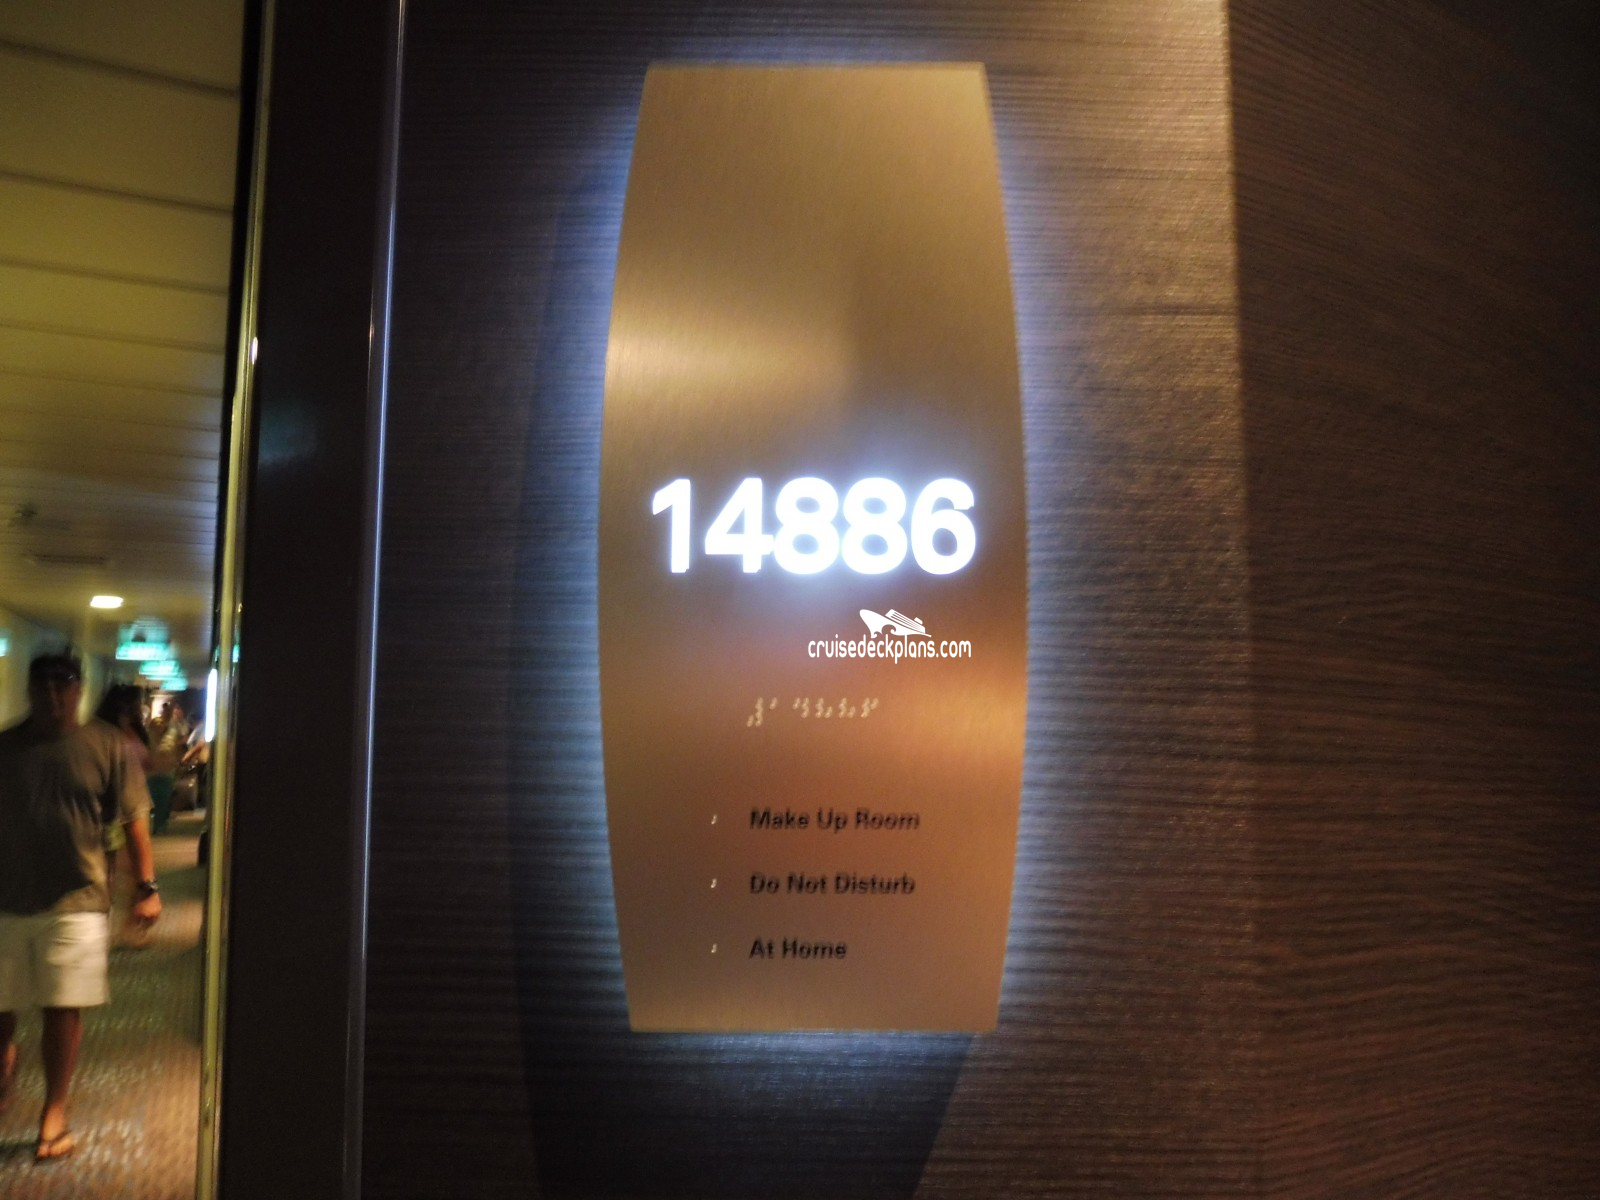 14886
cruisedeckplans.com
Make Up Room
Do Not Disturb
At Home